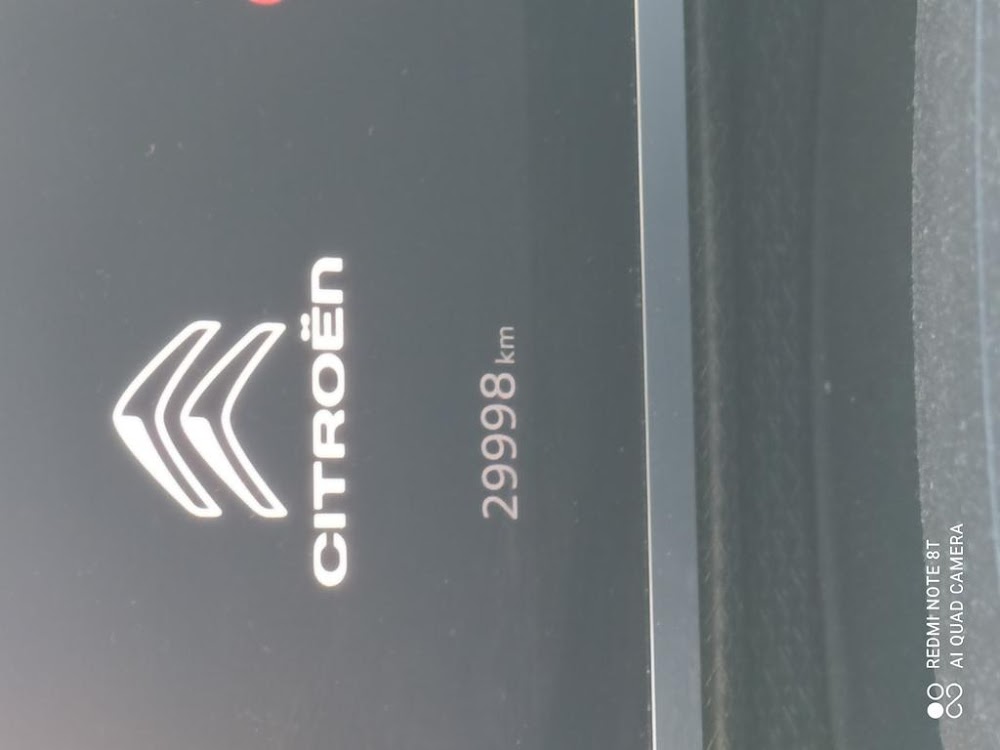 CITROËN
29998 km
REDMI NOTE 8T
AI QUAD CAMERA